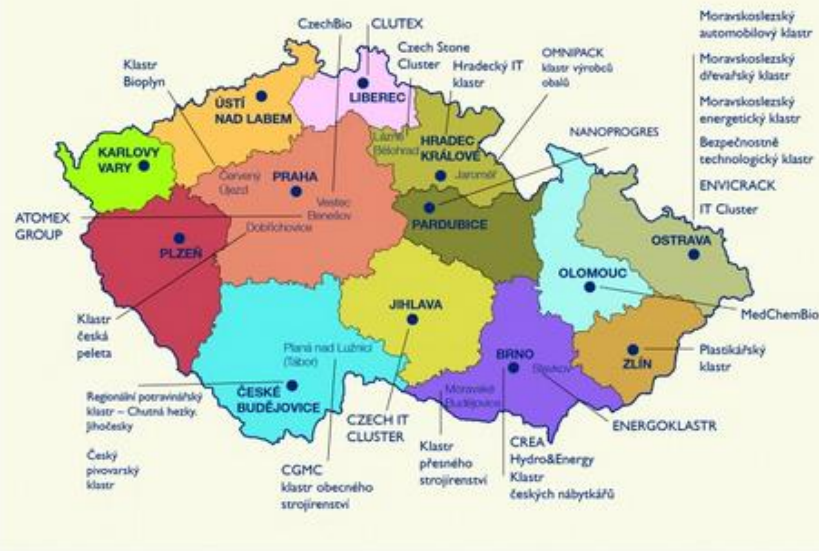 CzechBio
CLUTEX
Moravskoslezský
automobilový klastr
Moravskoslezský
dřevařský klastr
Moravskoslezský
energetický klastr
Bezpečnostně
technologický klastr
ENVICRACK
IT Cluster
Klastr
Bioplyn
Czech Stone
Cluster
Hradecký IT
klastr
OMNIPACK
klastr výrobců
obalů
NANOPROGRES
ÚSTÍ
NAD LABEM
LIBEREC
Lázně
Bělohrad
HRADEC
KRÁLOVÉ
Jaroměř
KARLOVY
VARY
Červený
Újezd
PRAHA
Vestec
Benešov
Dobřichovice
ATOMEX
GROUP
PLZEŇ
PARDUBICE
OSTRAVA
OLOMOUC
MedChemBio
JIHLAVA
Klastr
česká
peleta
Planá nad Lužnicí
(Tábor)
BRNO
Slavkov
ZLÍN
Plastikářský
klastr
Regionální potravinářský
klastr – Chutná hezky.
Jihočesky
ČESKÉ
BUDĚJOVICE
Moravské
Budějovice
CZECH IT
CLUSTER
ENERGOKLASTR
Český
pivovarský
klastr
CGMC
klastr obecného
strojírenství
Klastr
přesného
strojírenství
CREA
Hydro&Energy
Klastr
českých nábytkářů